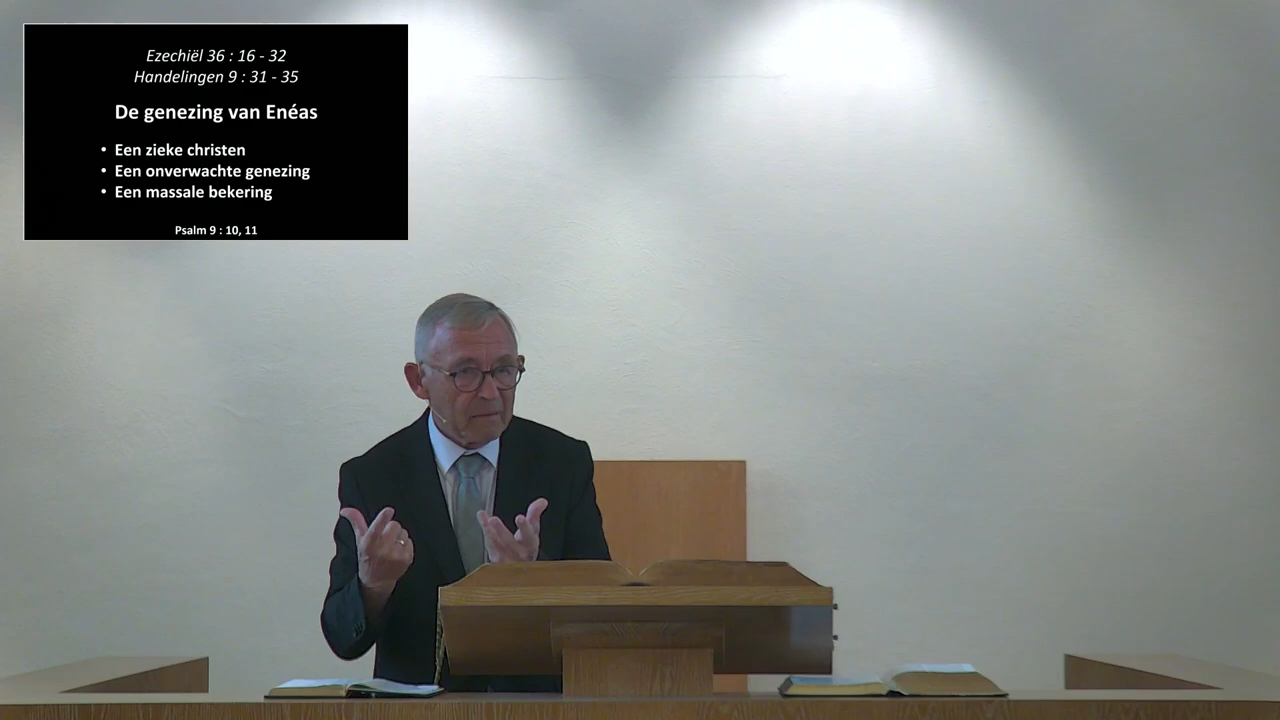 Ezechiël 36 : 16 - 32
Handelingen 9 : 31 - 35
De genezing van Enéas
• Een zieke christen
• Een onverwachte genezing
• Een massale bekering
Psalm 9 : 10, 11